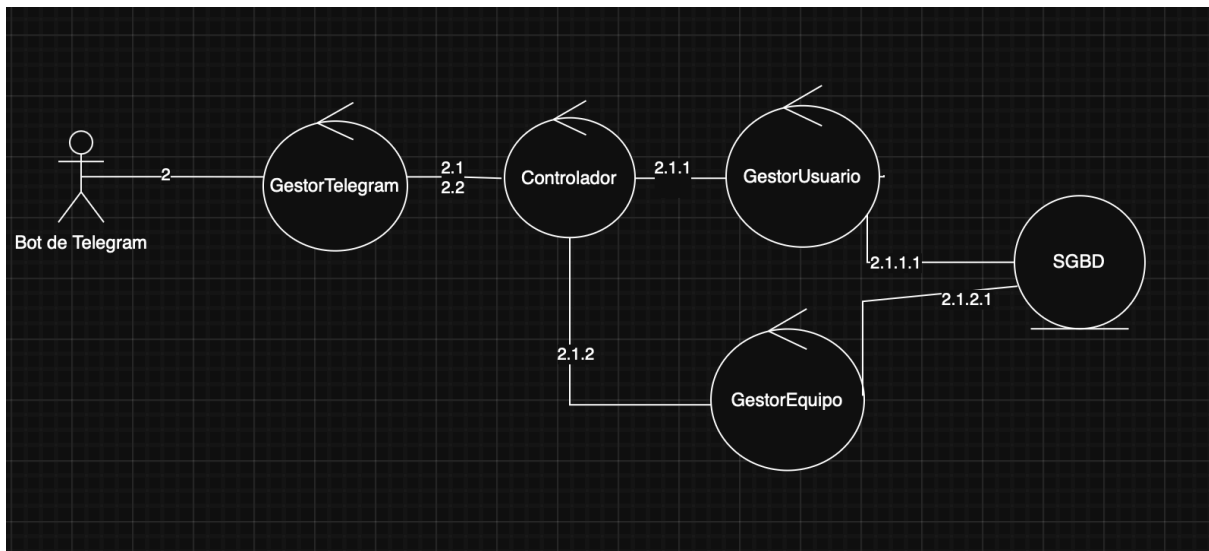 2
Bot de Telegram
GestorTelegram
2.1
2.2
Controlador
2.1.1
GestorUsuario
2.1.1.1
SGBD
2.1.2.1
2.1.2
GestorEquipo